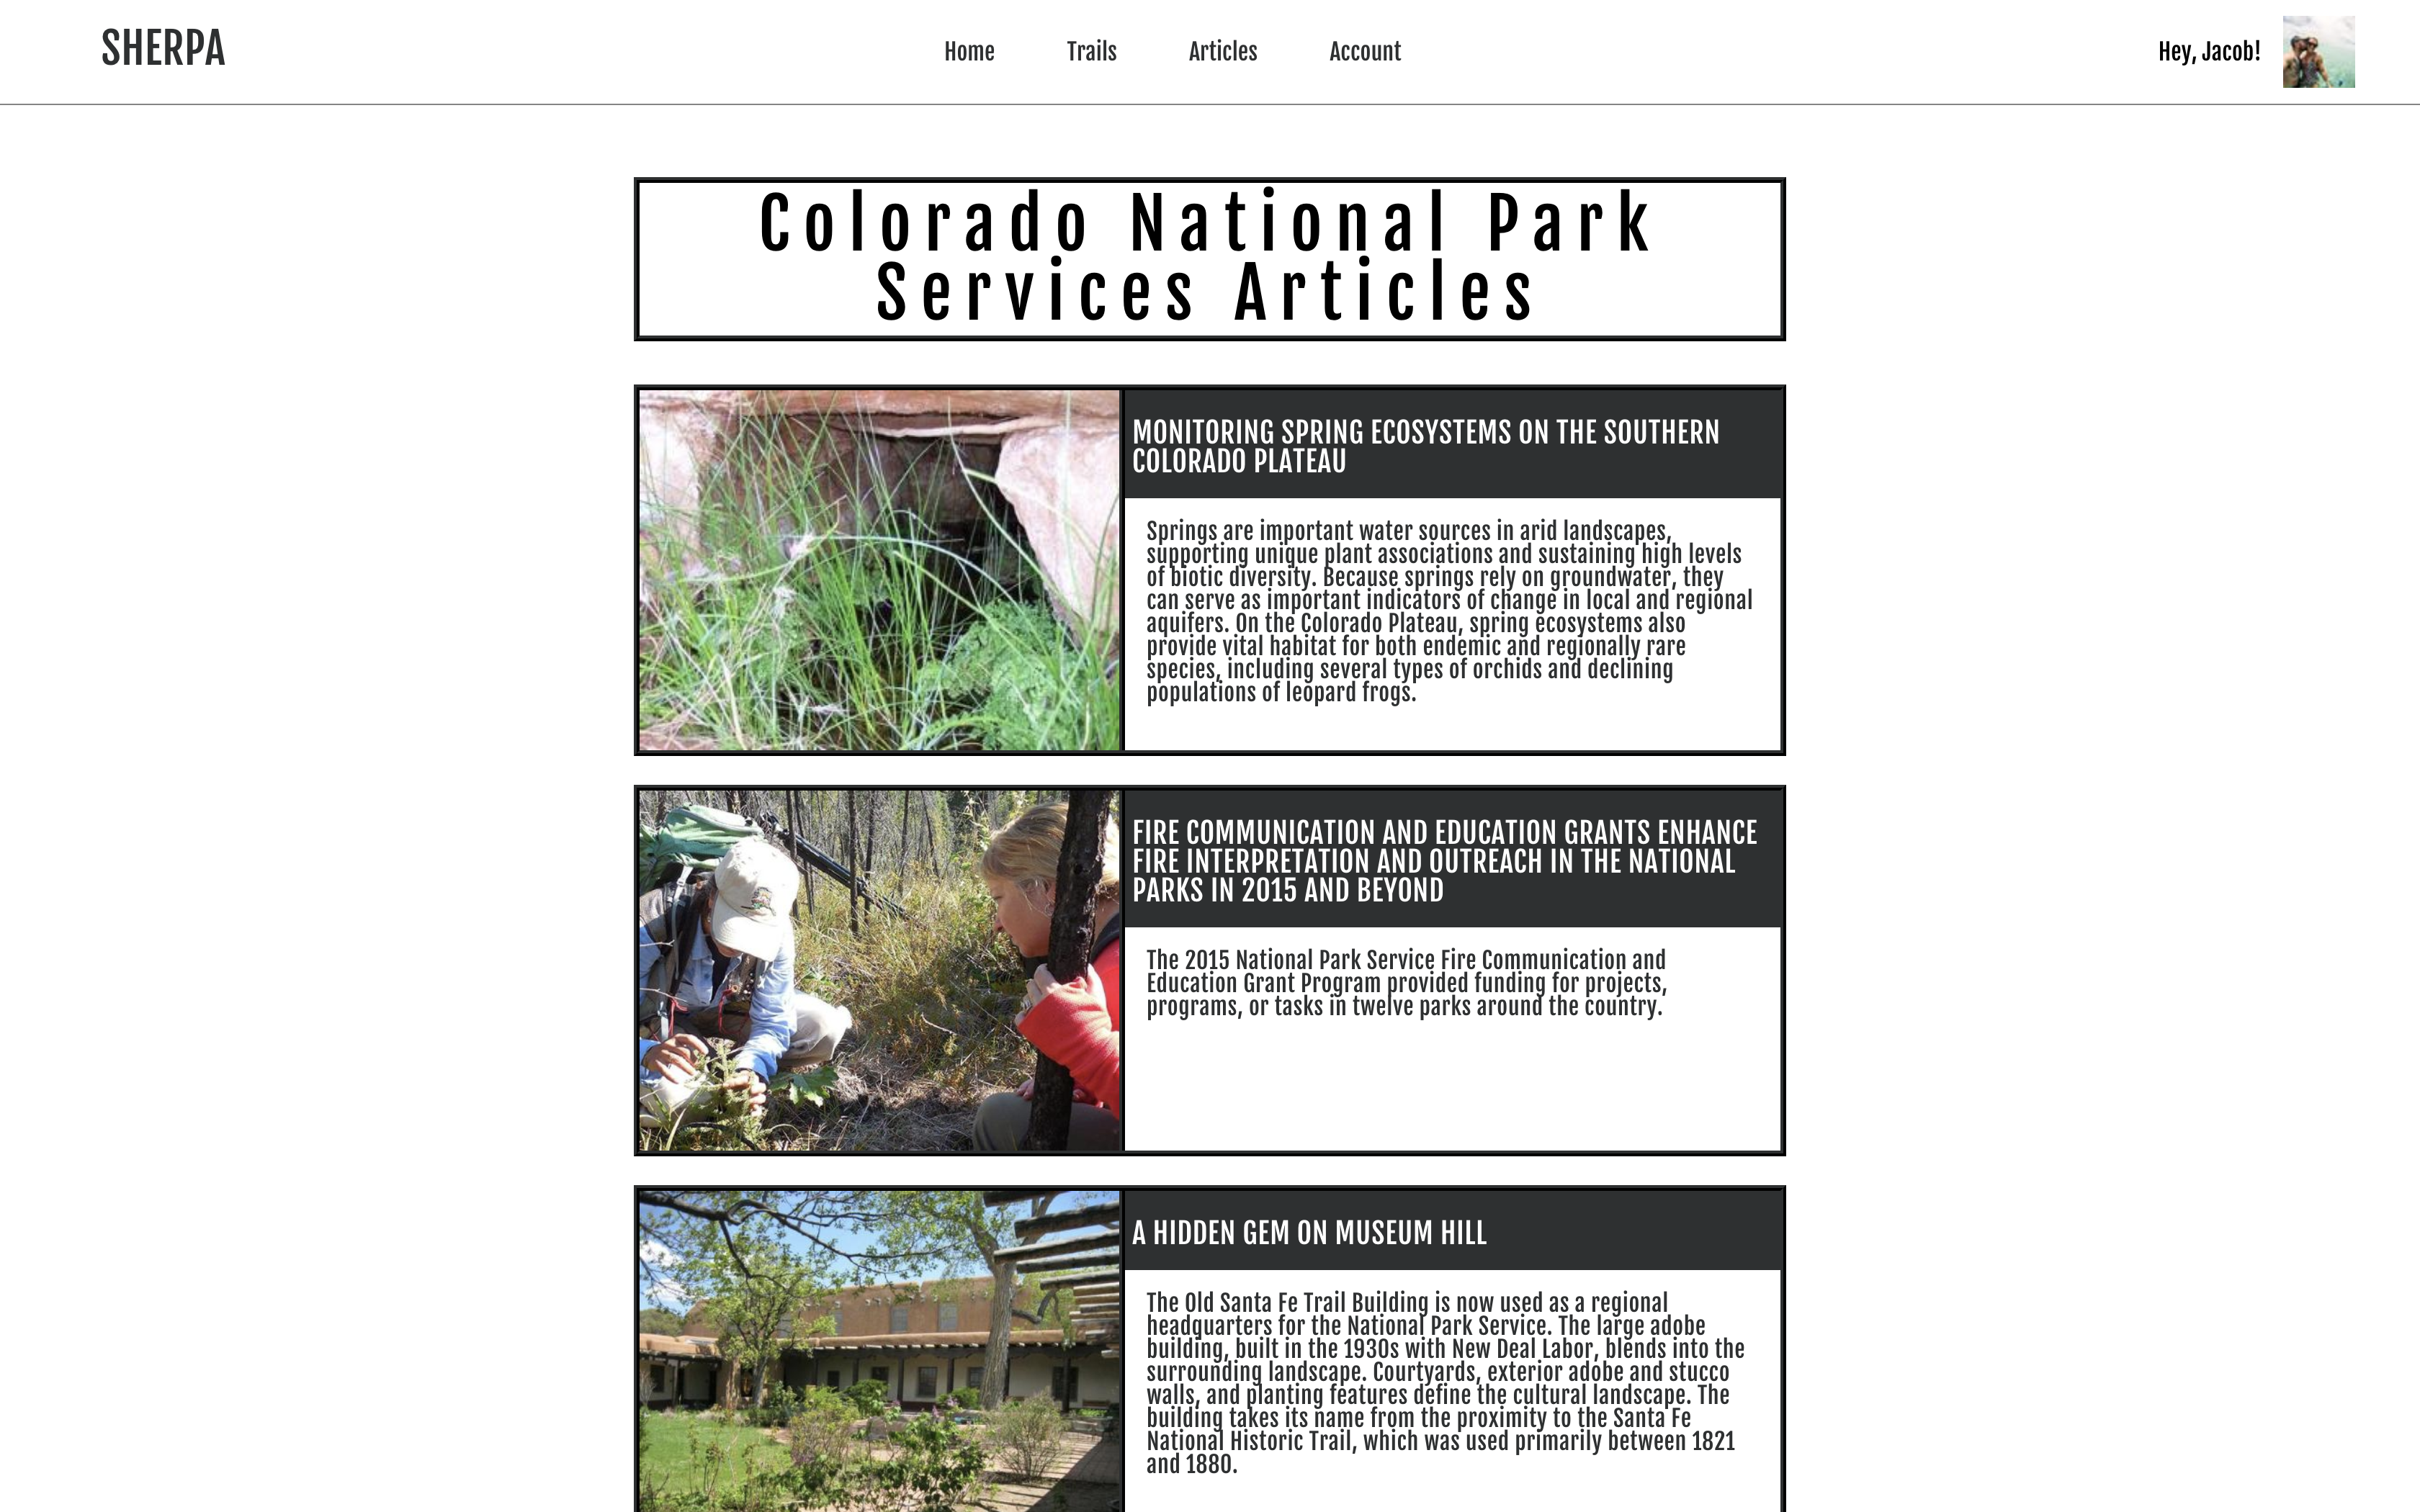 SHERPA
Home Trails Articles Account
Hey, Jacob!
Colorado National Park
Services Articles
MONITORING SPRING ECOSYSTEMS ON THE SOUTHERN
COLORADO PLATEAU
Springs are important water sources in arid landscapes,
supporting unique plant associations and sustaining high levels
of biotic diversity. Because springs rely on groundwater, they
can serve as important indicators of change in local and regional
aquifers. On the Colorado Plateau, spring ecosystems also
provide vital habitat for both endemic and regionally rare
species, including several types of orchids and declining
populations of leopard frogs.
FIRE COMMUNICATION AND EDUCATION GRANTS ENHANCE
FIRE INTERPRETATION AND OUTREACH IN THE NATIONAL
PARKS IN 2015 AND BEYOND
The 2015 National Park Service Fire Communication and
Education Grant Program provided funding for projects,
programs, or tasks in twelve parks around the country.
A HIDDEN GEM ON MUSEUM HILL
The Old Santa Fe Trail Building is now used as a regional
headquarters for the National Park Service. The large adobe
building, built in the 1930s with New Deal Labor, blends into the
surrounding landscape. Courtyards, exterior adobe and stucco
walls, and planting features define the cultural landscape. The
building takes its name from the proximity to the Santa Fe
National Historic Trail, which was used primarily between 1821
and 1880.